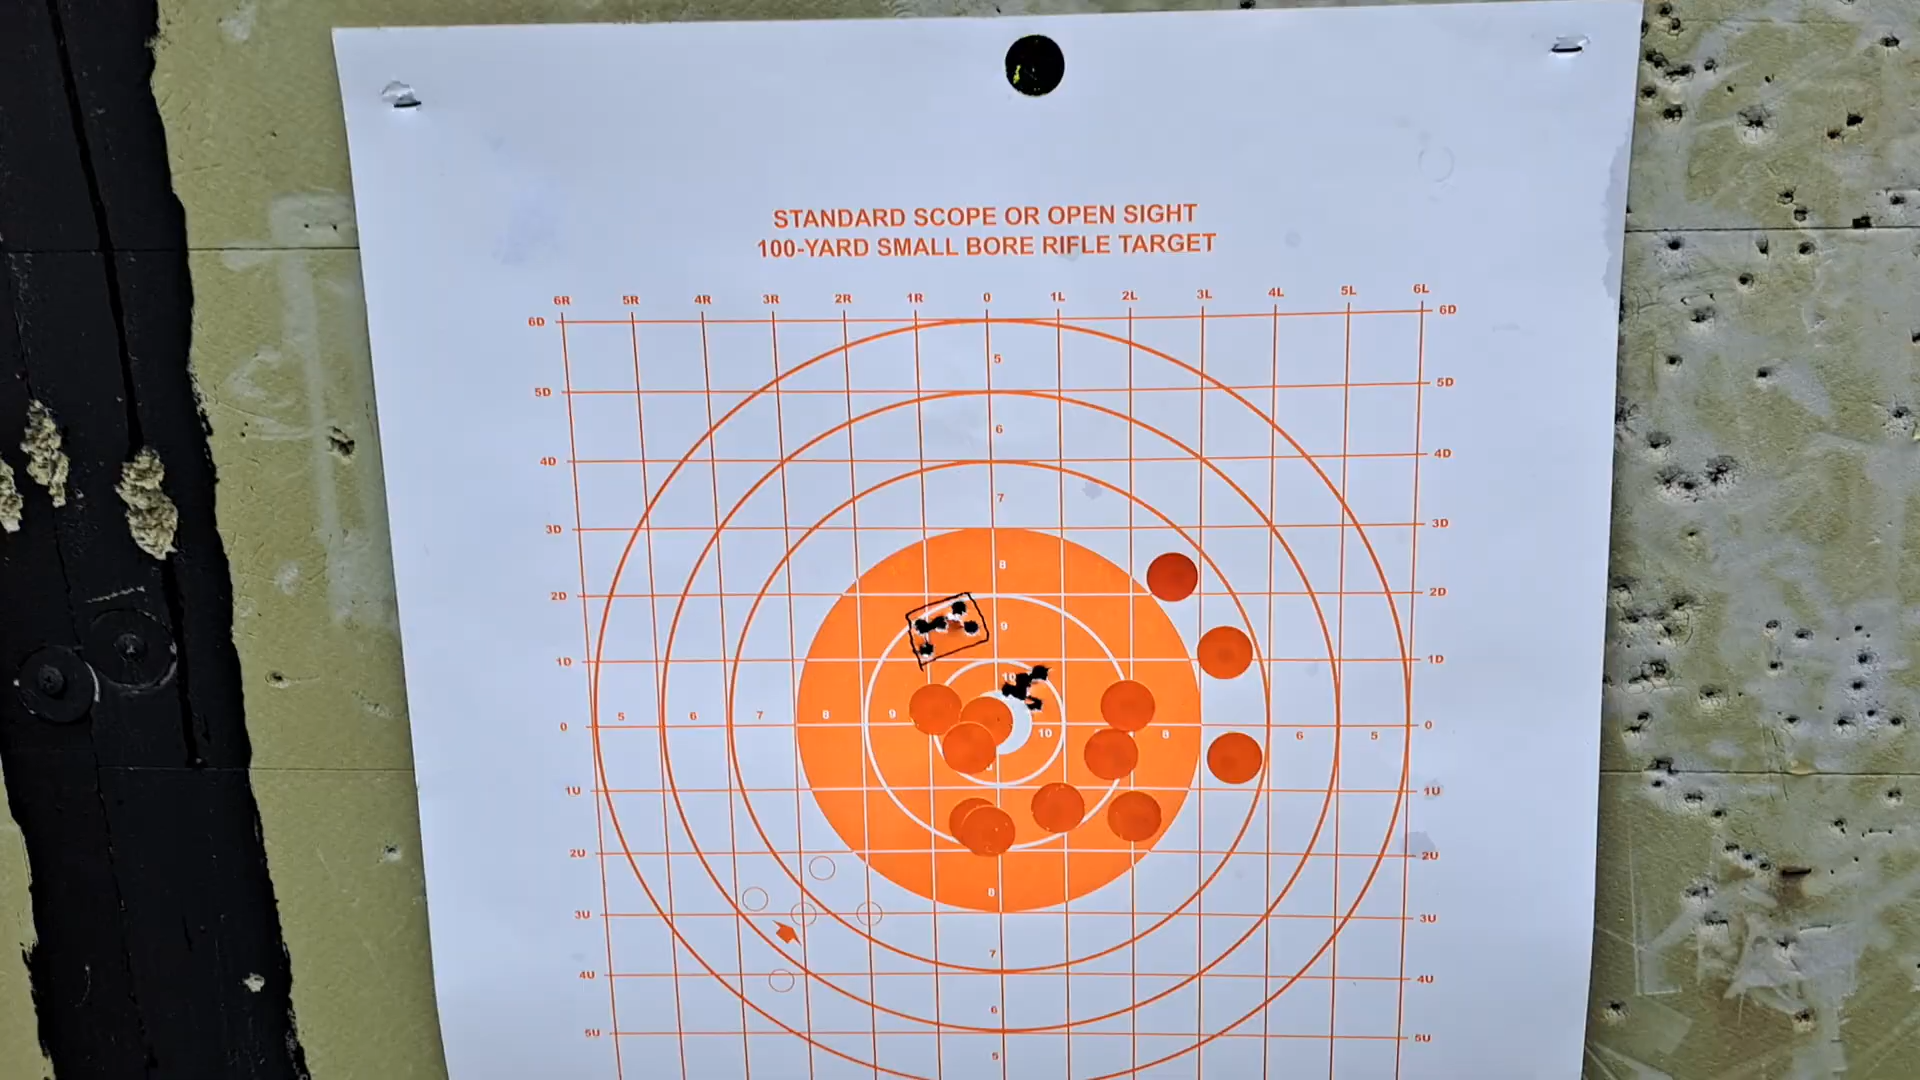 STANDARD SCOPE OR OPEN SIGHT
100-YARD SMALL BORE RIFLE TARGET
6R 5R 4R 3R 2R 1R 0 1L 2L 3L 4L 5L 6L
6D 6D
5
5D 5D
6
4D 4D
7
3D 3D
8
2D 2D
9
1D 1D
10
0 5 6 7 8 9 10 8 6 5 0
1U 1U
2U 2U
8
3U 3U
7
4U 4U
6
5U 5U
5